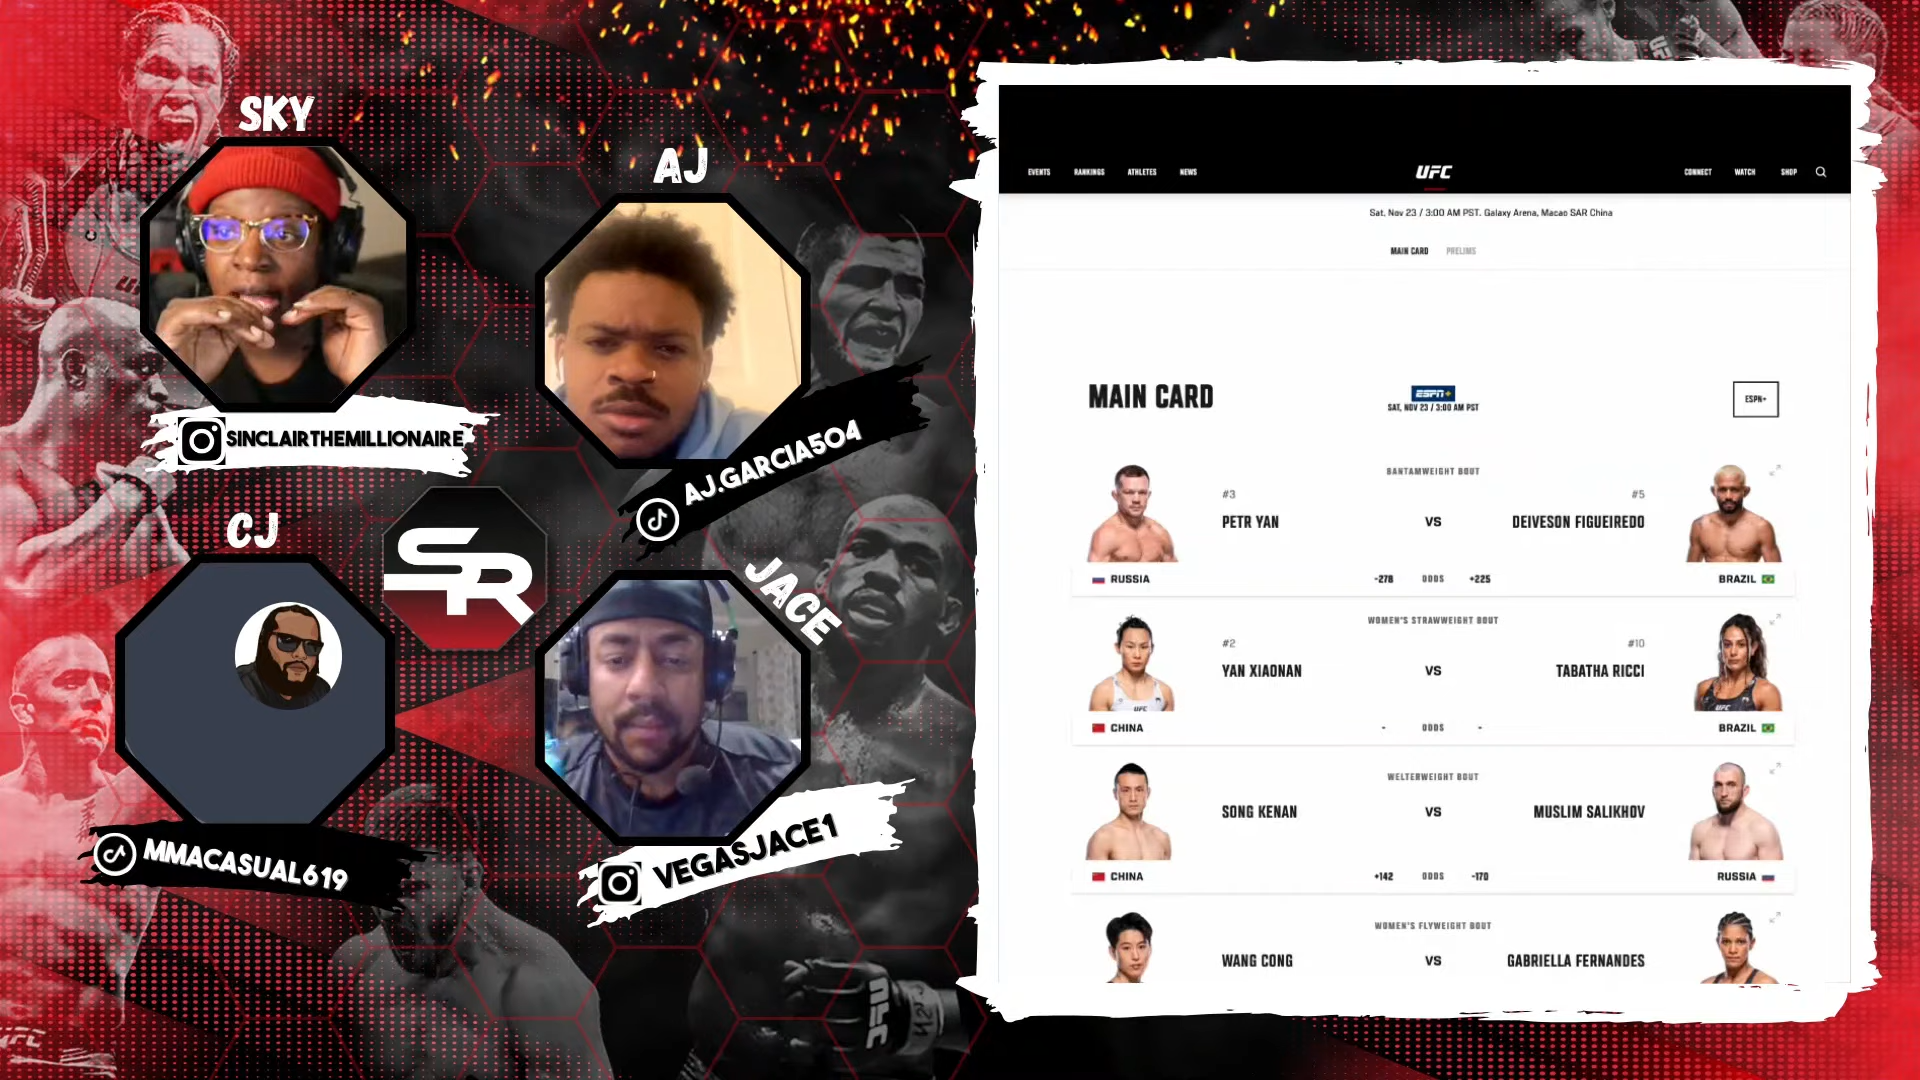 SKY
SINCLAIRTHEMILLIONAIRE
AJ
AJ.GARCIA504
CJ
MMACASUAL619
SR
JACE
VEGASJACE1
EVENTS RANKINGS ATHLETES NEWS UFC CONNECT WATCH SHOP
Sat, Nov 23 / 3:00 AM PST. Galaxy Arena, Macao SAR China
MAIN CARD PRELIMS
MAIN CARD
ESPN+
SAT, NOV 23 / 3:00 AM PST
ESPN+
BANTAMWEIGHT BOUT
#3 #5
PETR YAN VS DEIVESON FIGUEIREDO
RUSSIA -278 ODDS +225 BRAZIL
WOMEN'S STRAWWEIGHT BOUT
#2 #10
YAN XIAONAN VS TABATHA RICCI
CHINA - ODDS - BRAZIL
WELTERWEIGHT BOUT
SONG KENAN VS MUSLIM SALIKHOV
CHINA +142 ODDS -170 RUSSIA
WOMEN'S FLYWEIGHT BOUT
WANG CONG VS GABRIELLA FERNANDES
UFC
UFC